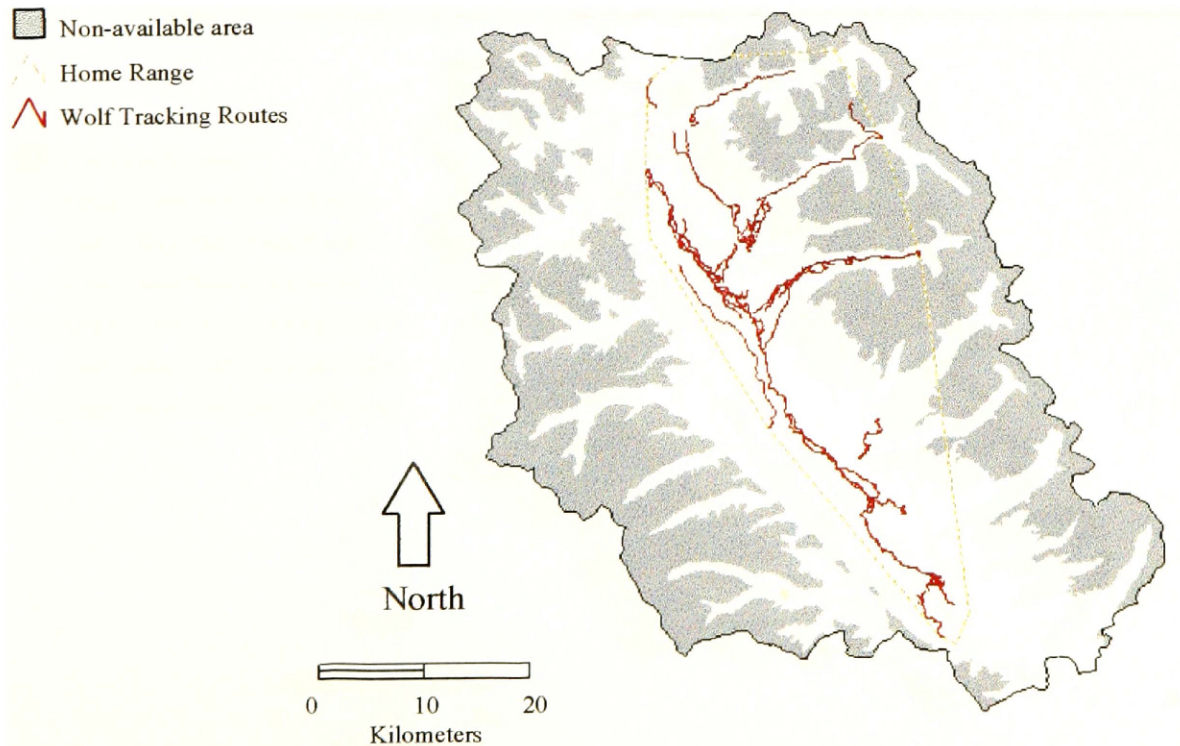 Non-available area
Home Range
Wolf Tracking Routes
North
0 10 20
Kilometers